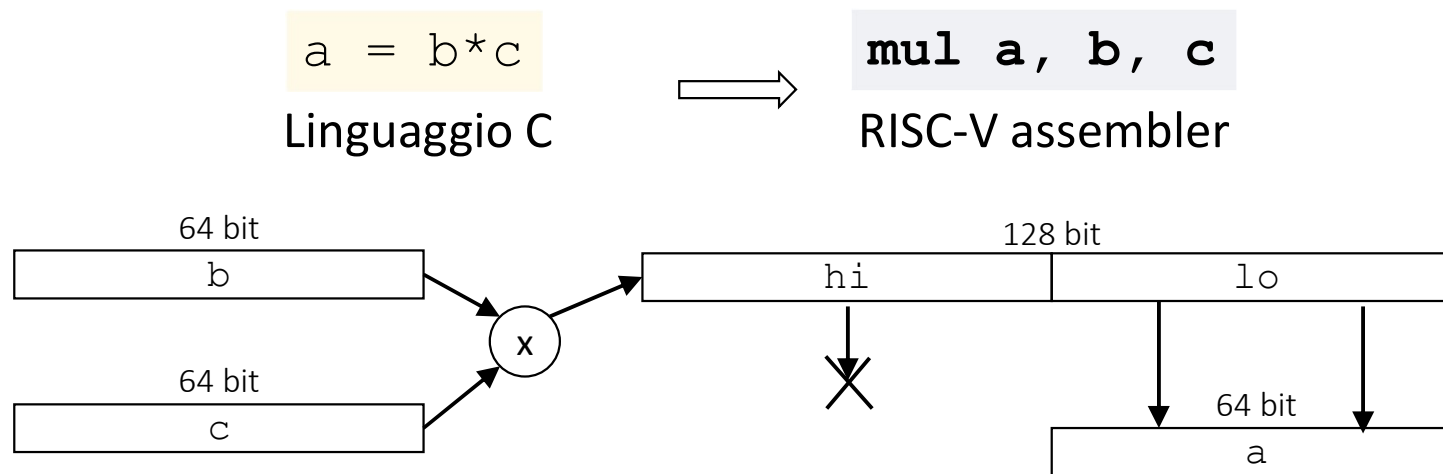 a = b*c
mul a, b, c
Linguaggio C
RISC-V assembler
64 bit
128 bit
b
hi
lo
x
64 bit
64 bit
c
a